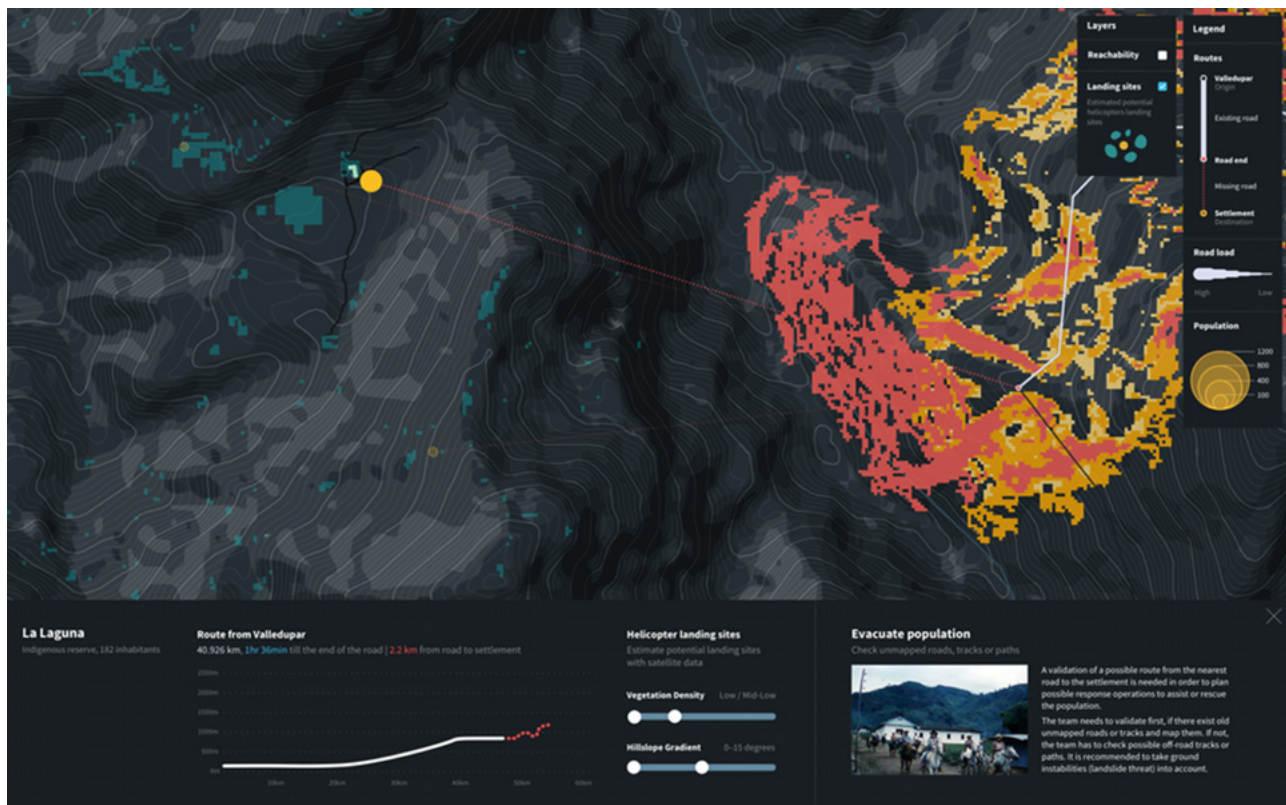 Layers
Reachability
Landing sites
Estimated potential
helicopters landing
sites
Legend
Routes
Valledupar
Origin
Existing road
Road end
Missing road
Settlement
Destination
Road load
High Low
Population
1200
800
400
100
La Laguna
Indigenous reserve, 182 inhabitants
Route from Valledupar
40.926 km, 1hr 36min till the end of the road | 2.2 km from road to settlement
2500m
2000m
1500m
1000m
500m
0m
10km 20km 30km 40km 50km 60km
Helicopter landing sites
Estimate potential landing sites
with satellite data
Vegetation Density Low / Mid-Low
Hillslope Gradient 0-15 degrees
Evacuate population
Check unmapped roads, tracks or paths
A validation of a possible route from the nearest
road to the settlement is needed in order to plan
possible response operations to assist or rescue
the population.
The team needs to validate first, if there exist old
unmapped roads or tracks and map them. If not,
the team has to check possible off-road tracks or
paths. It is recommended to take ground
instabilities (landslide threat) into account.